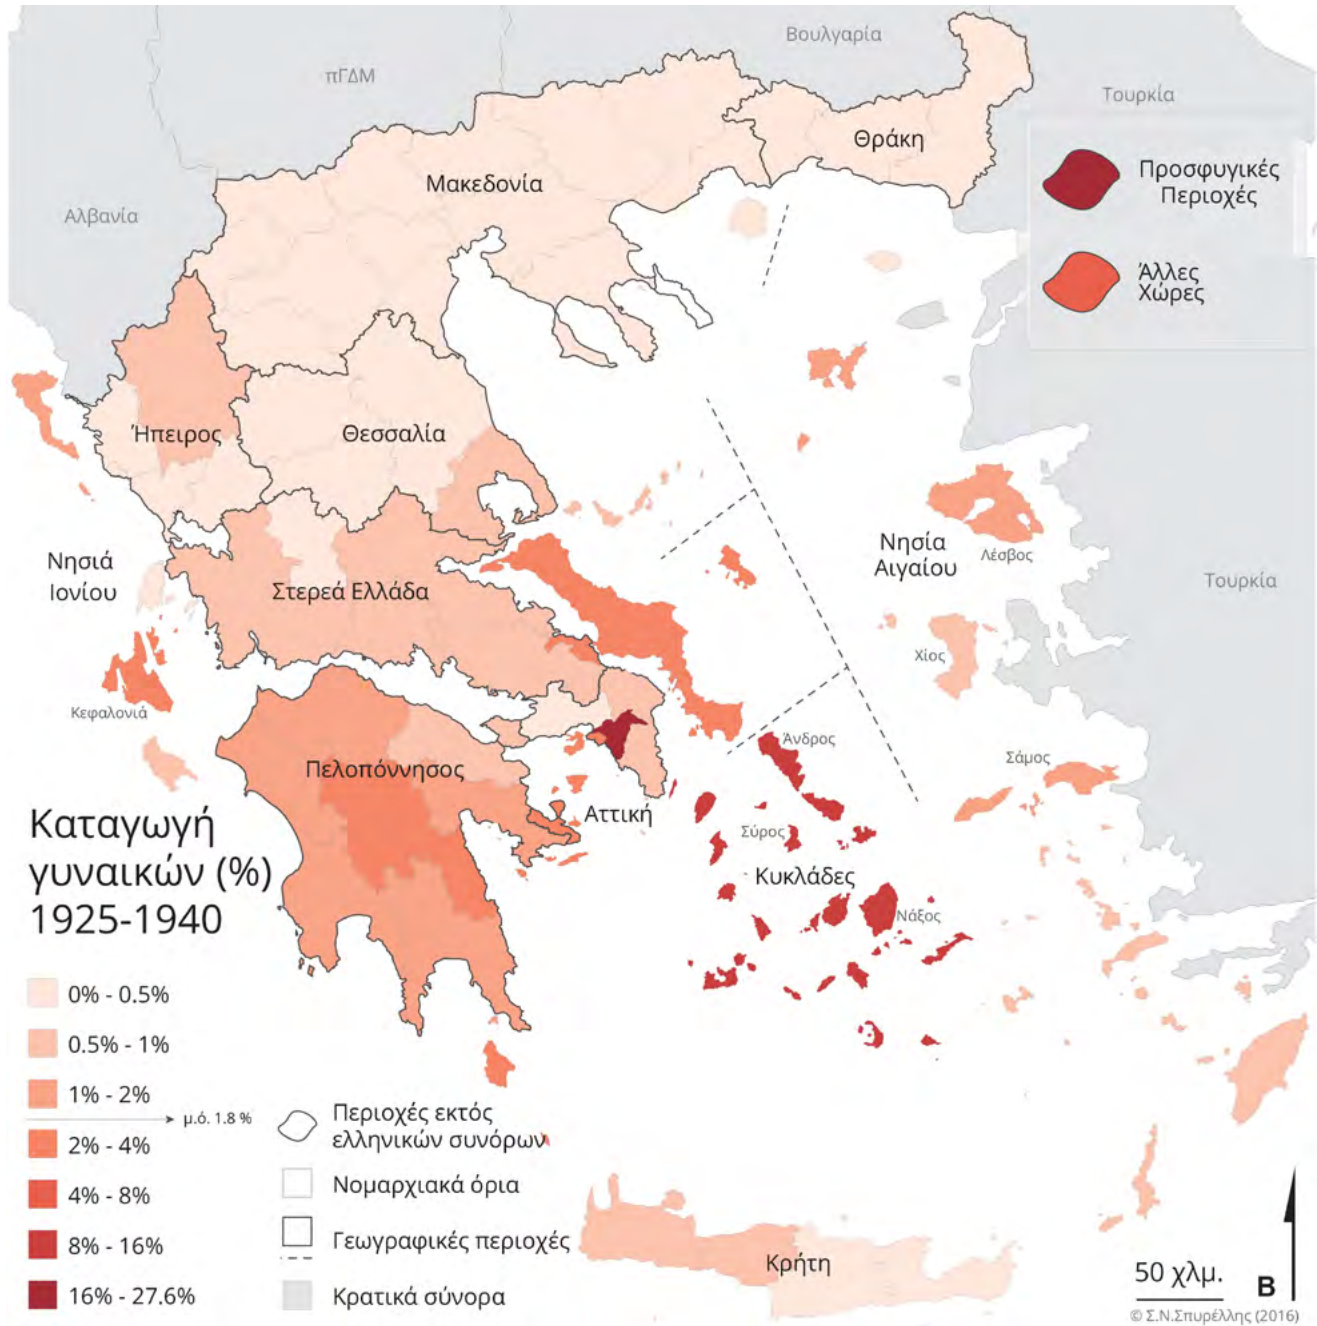 Βουλγαρία
πΓΔΜ
Τουρκία
Θράκη
Προσφυγικές
Περιοχές
Μακεδονία
Αλβανία
Άλλες
Χώρες
Ήπειρος
Θεσσαλία
Νησιά
Ιονίου
Νησία
Αιγαίου
Λέσβος
Τουρκία
Στερεά Ελλάδα
Χίος
Κεφαλονιά
Άνδρος
Σάμος
Πελοπόννησος
Αττική
Σύρος
Κυκλάδες
Νάξος
Καταγωγή
γυναικών (%)
1925-1940
0% - 0.5%
0.5% - 1%
1% - 2%
μ.ό. 1.8 %
2% - 4%
4% - 8%
8% - 16%
16% - 27.6%
Περιοχές εκτός
ελληνικών συνόρων
Νομαρχιακά όρια
Γεωγραφικές περιοχές
Κρατικά σύνορα
Κρήτη
50 χλμ.
Β
© Σ.Ν.Σπυρέλλης (2016)